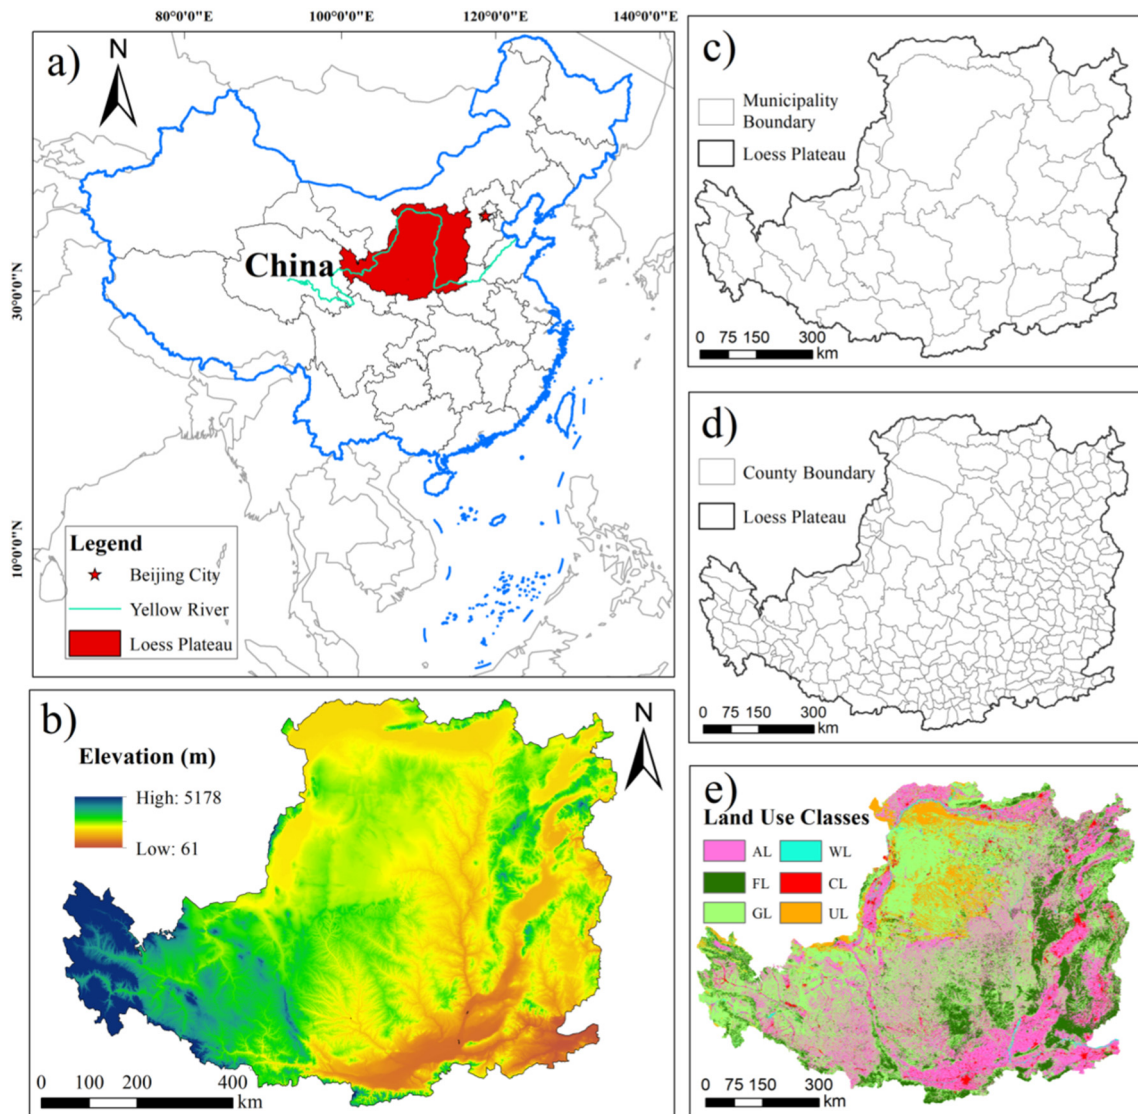 80°0'0"E 100°0'0"E 120°0'0"E 140°0'0"E
a)
N
China
30°0'0"N
10°0'0"N
Legend
Beijing City
Yellow River
Loess Plateau
b)
N
Elevation (m)
High: 5178
Low: 61
0 100 200 400
km
c)
Municipality
Boundary
Loess Plateau
0 75 150 300
km
d)
County Boundary
Loess Plateau
0 75 150 300
km
e)
Land Use Classes
AL WL
FL CL
GL UL
0 75 150 300
km